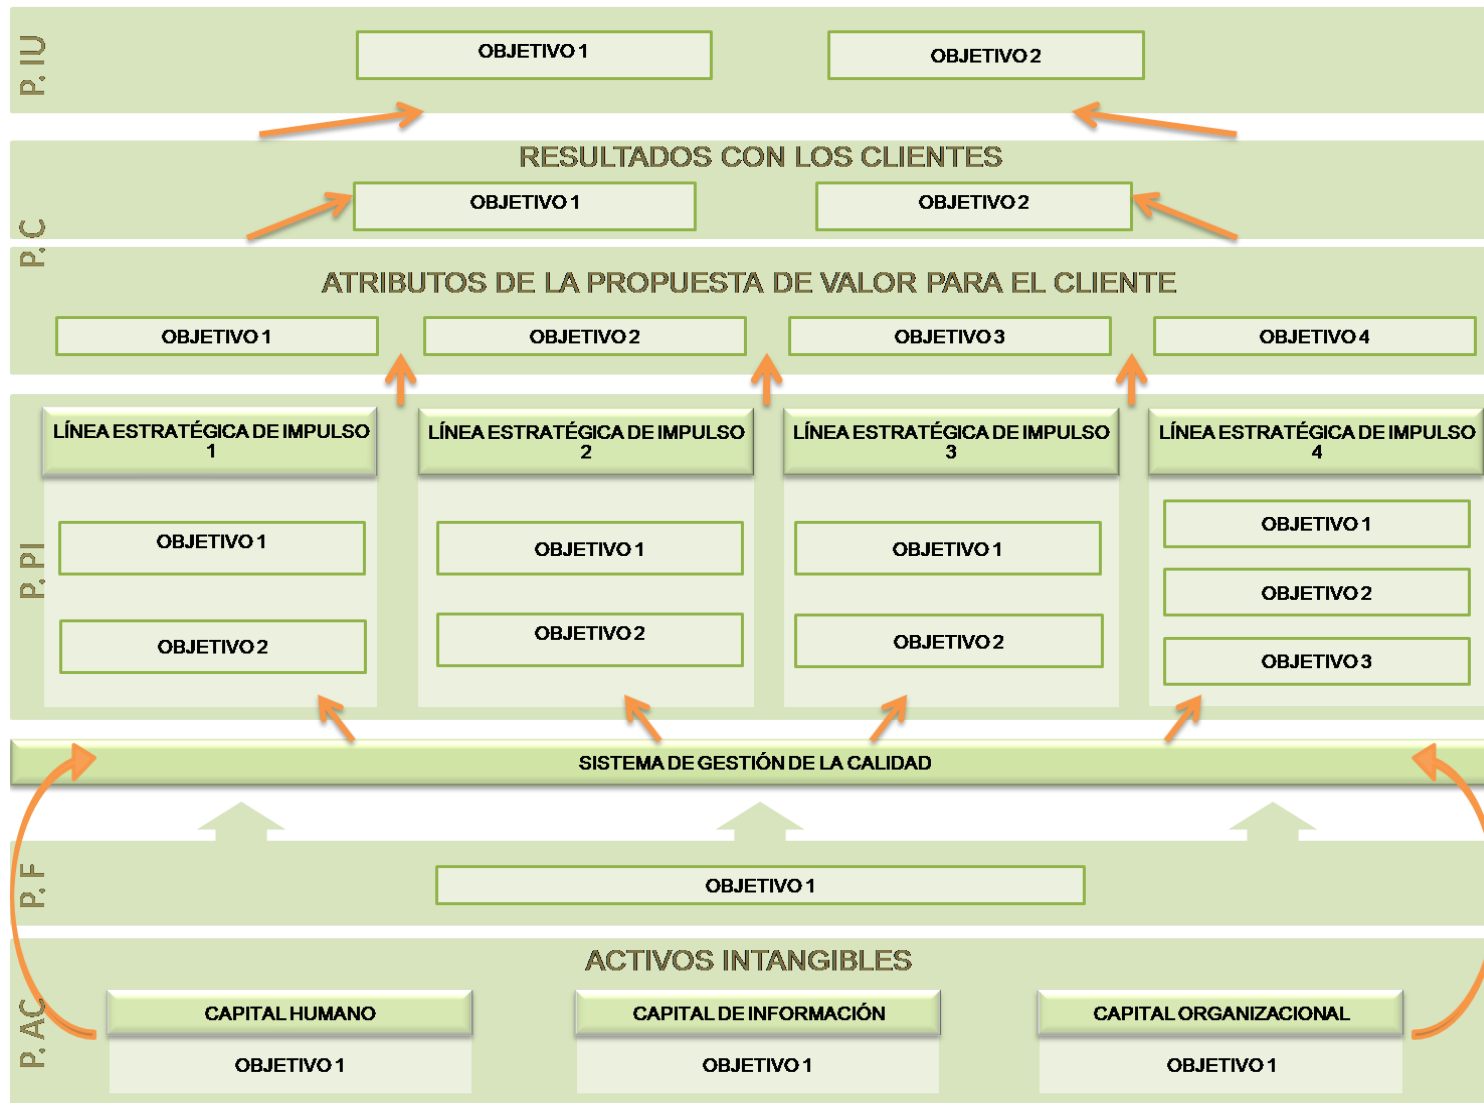 P. IU
OBJETIVO 1
OBJETIVO 2
P. C
RESULTADOS CON LOS CLIENTES
OBJETIVO 1
OBJETIVO 2
ATRIBUTOS DE LA PROPUESTA DE VALOR PARA EL CLIENTE
OBJETIVO 1
OBJETIVO 2
OBJETIVO 3
OBJETIVO 4
P. PI
LÍNEA ESTRATÉGICA DE IMPULSO
1
OBJETIVO 1
OBJETIVO 2
LÍNEA ESTRATÉGICA DE IMPULSO
2
OBJETIVO 1
OBJETIVO 2
LÍNEA ESTRATÉGICA DE IMPULSO
3
OBJETIVO 1
OBJETIVO 2
LÍNEA ESTRATÉGICA DE IMPULSO
4
OBJETIVO 1
OBJETIVO 2
OBJETIVO 3
SISTEMA DE GESTIÓN DE LA CALIDAD
P. F
OBJETIVO 1
P. AC
ACTIVOS INTANGIBLES
CAPITAL HUMANO
OBJETIVO 1
CAPITAL DE INFORMACIÓN
OBJETIVO 1
CAPITAL ORGANIZACIONAL
OBJETIVO 1